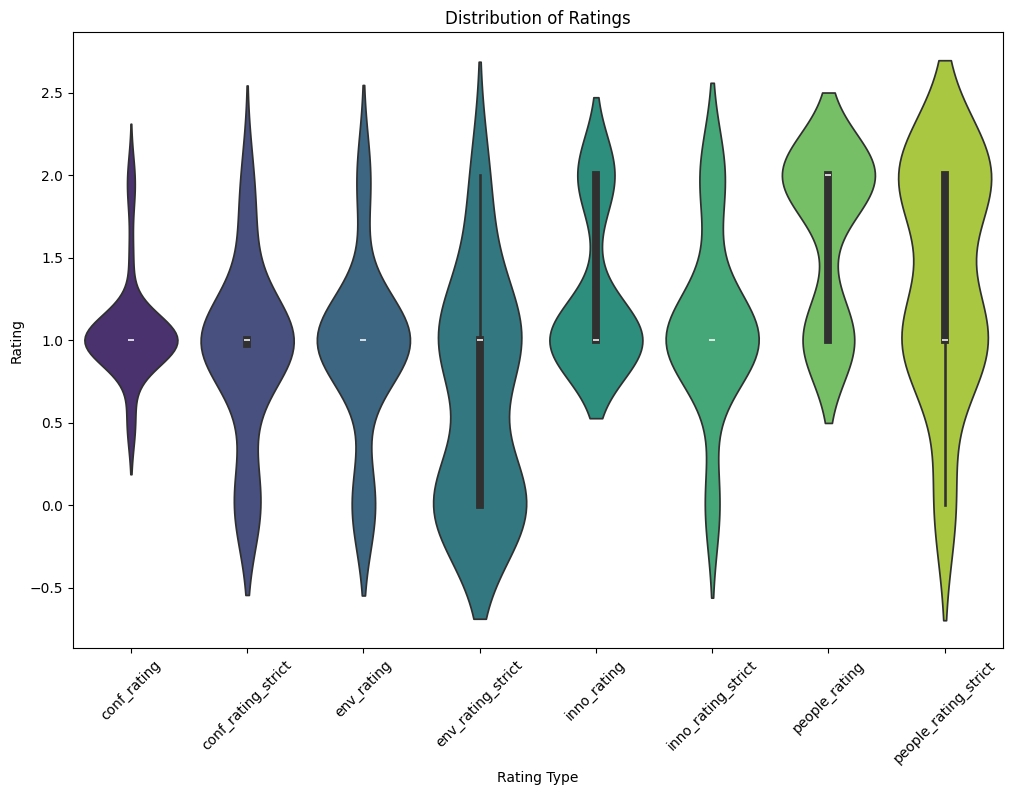 Distribution of Ratings
Rating
2.5
2.0
1.5
1.0
0.5
0.0
−0.5
conf_rating
conf_rating_strict
env_rating
env_rating_strict
inno_rating
inno_rating_strict
people_rating
people_rating_strict
Rating Type